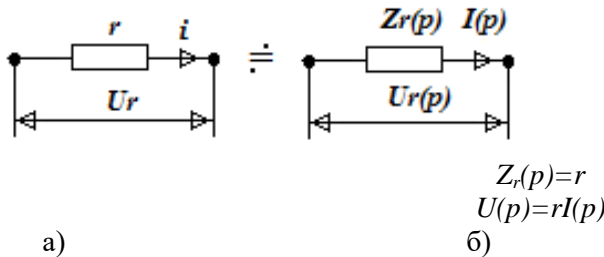 r i ≓ Zr(p) I(p)
Ur Ur(p)
Zr(p)=r
U(p)=rI(p)
а) б)